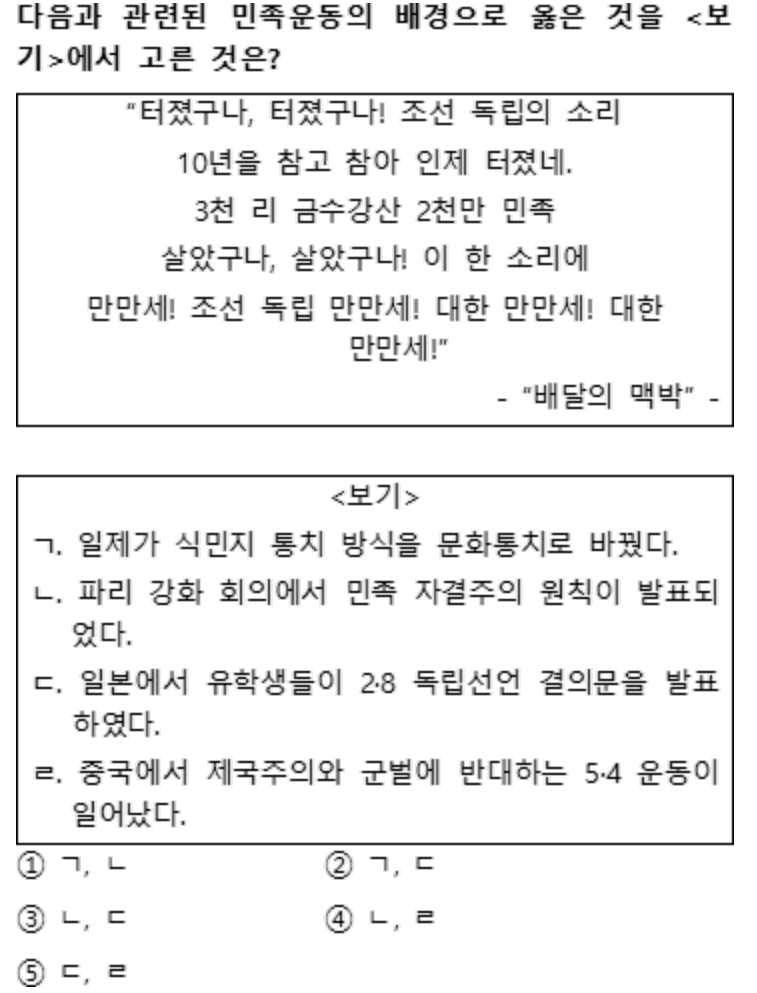 다음과 관련된 민족운동의 배경으로 옳은 것을 <보
기>에서 고른 것은?
“터졌구나, 터졌구나! 조선 독립의 소리
10년을 참고 참아 인제 터졌네.
3천 리 금수강산 2천만 민족
살았구나, 살았구나! 이 한 소리에
만만세! 조선 독립 만만세! 대한 만만세! 대한
만만세!”
- “배달의 맥박” -
<보기>
ㄱ. 일제가 식민지 통치 방식을 문화통치로 바꿨다.
ㄴ. 파리 강화 회의에서 민족 자결주의 원칙이 발표되
었다.
ㄷ. 일본에서 유학생들이 2·8 독립선언 결의문을 발표
하였다.
ㄹ. 중국에서 제국주의와 군벌에 반대하는 5·4 운동이
일어났다.
① ㄱ, ㄴ ② ㄱ, ㄷ
③ ㄴ, ㄷ ④ ㄴ, ㄹ
⑤ ㄷ, ㄹ